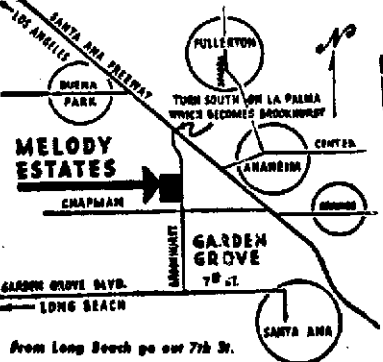 SANTA ANA FREEWAY
LOS ANGELES
FULLERTON
N
BUENA
PARK
TURN SOUTH ON LA PALMA
WHICH BECOMES BROOKHURST
MELODY
ESTATES
CENTER
ANAHEIM
CHAPMAN
BROOKHURST
GARDEN
GROVE
7th ST.
GARDEN GROVE BLVD.
LONG BEACH
SANTA ANA
From Long Beach go out 7th St.